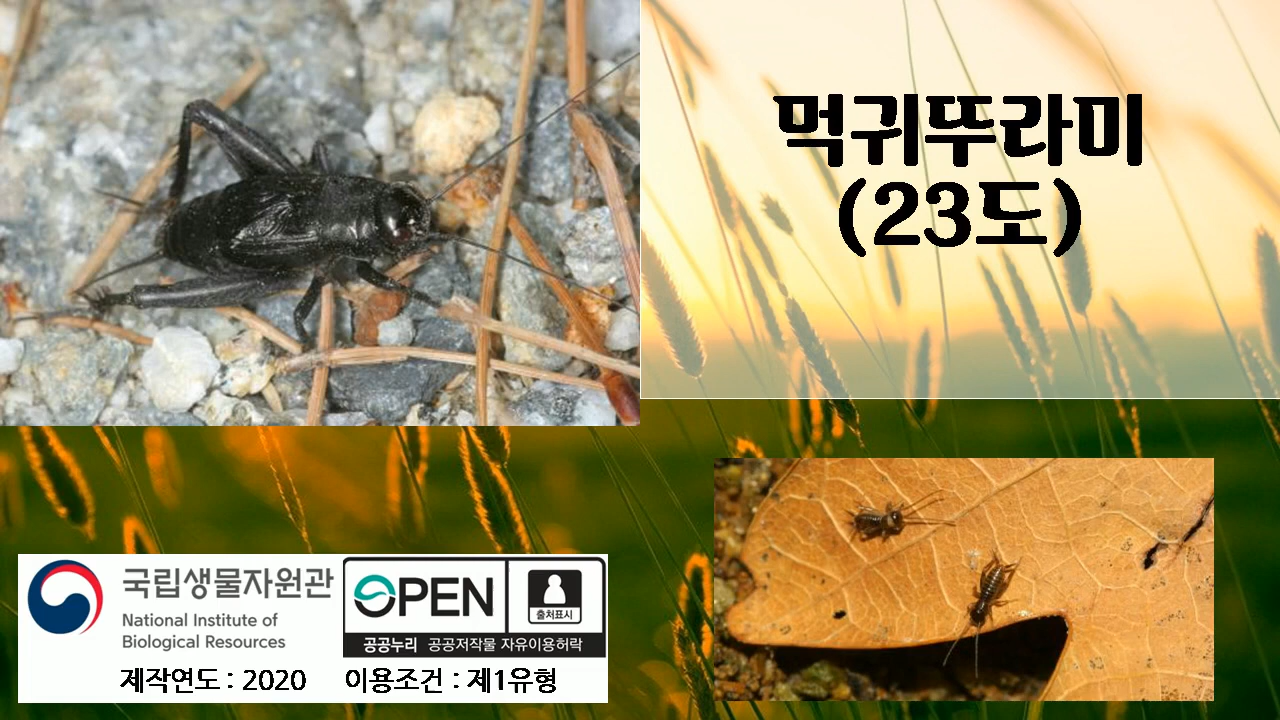 먹귀뚜라미
(23도)
국립생물자원관
National Institute of
Biological Resources
OPEN
출처표시
공공누리 공공저작물 자유이용허락
제작연도 : 2020 이용조건 : 제1유형